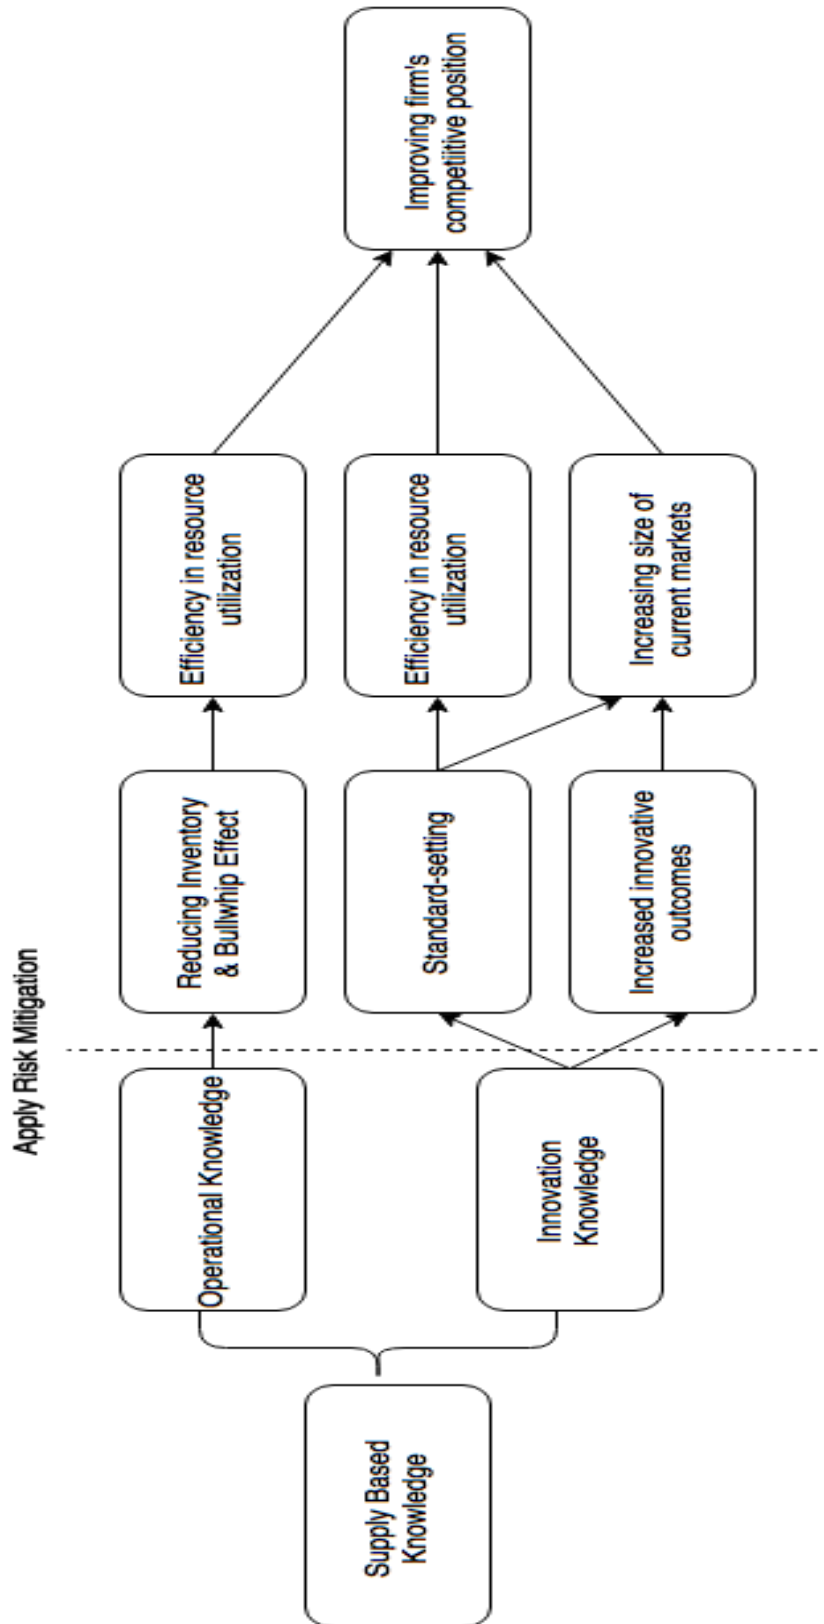 Apply Risk Mitigation
Supply Based
Knowledge
Operational Knowledge
Innovation
Knowledge
Reducing Inventory
& Bullwhip Effect
Standard-setting
Increased innovative
outcomes
Efficiency in resource
utilization
Efficiency in resource
utilization
Increasing size of
current markets
Improving firm's
competiitive position